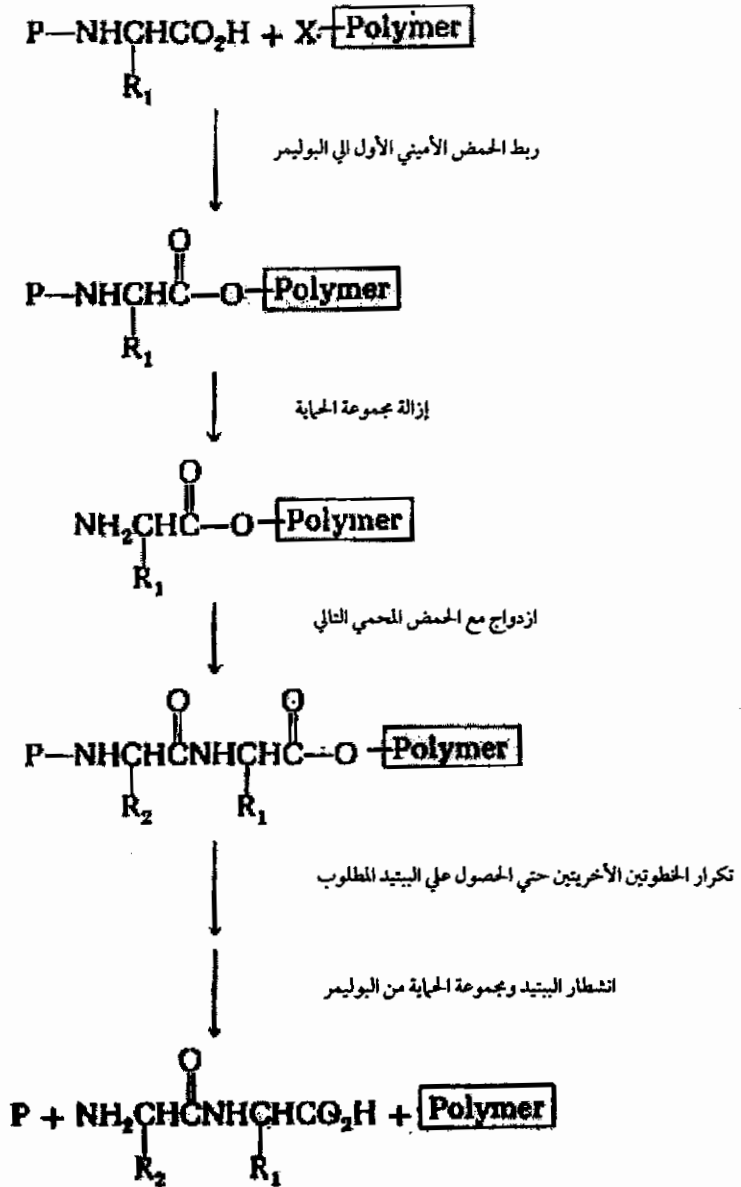 P—NHCHCO₂H + X—Polymer
R₁
ربط الحمض الأميني الأول الي البوليمر
O
P—NHCHC—O—Polymer
R₁
إزالة مجموعة الحماية
O
NH₂CHC—O—Polymer
R₁
ازدواج مع الحمض المحمي التالي
O O
P—NHCHCNHCHC—O—Polymer
R₂ R₁
تكرار الخطوتين الأخريتين حتي الحصول علي الببتيد المطلوب
انشطار الببتيد ومجموعة الحماية من البوليمر
O
P + NH₂CHCNHCHCO₂H + Polymer
R₂ R₁